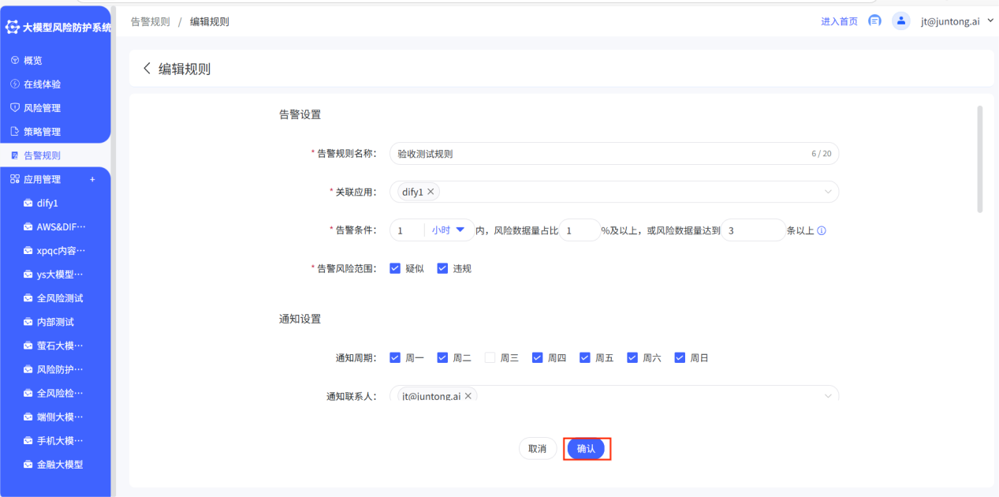 大模型风险防护系统
概览
在线体验
风险管理
策略管理
告警规则
应用管理 +
dify1
AWS&DIF…
xpqc内容…
ys大模型…
全风险测试
内部测试
萤石大模…
风险防护…
全风险检…
端侧大模…
手机大模…
金融大模型
告警规则 / 编辑规则
进入首页 jt@juntong.ai
编辑规则
告警设置
* 告警规则名称： 验收测试规则 6 / 20
* 关联应用： dify1 ×
* 告警条件： 1 小时 内，风险数据量占比 1 %及以上，或风险数据量达到 3 条以上
* 告警风险范围： 疑似 违规
通知设置
通知周期： 周一 周二 周三 周四 周五 周六 周日
通知联系人： jt@juntong.ai ×
取消 确认